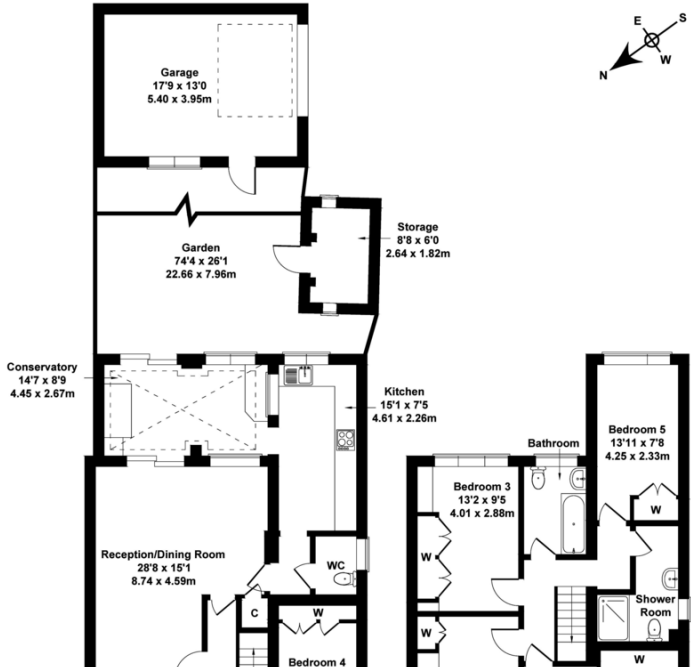 E
S
N
W
Garage
17'9 x 13'0
5.40 x 3.95m
Storage
8'8 x 6'0
2.64 x 1.82m
Garden
74'4 x 26'1
22.66 x 7.96m
Conservatory
14'7 x 8'9
4.45 x 2.67m
Kitchen
15'1 x 7'5
4.61 x 2.26m
Reception/Dining Room
28'8 x 15'1
8.74 x 4.59m
WC
C
W
Bedroom 4
Bathroom
Bedroom 5
13'11 x 7'8
4.25 x 2.33m
W
Bedroom 3
13'2 x 9'5
4.01 x 2.88m
W
Shower
Room
W
W